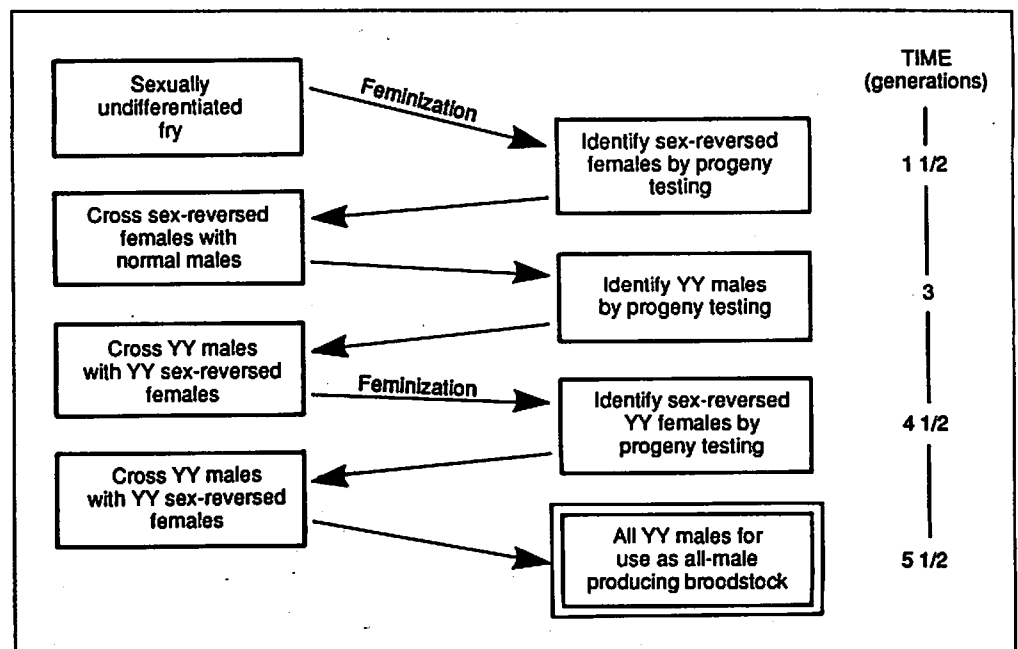 TIME
(generations)
Sexually
undifferentiated
fry
Feminization
Identify sex-reversed
females by progeny
testing
1 1/2
Cross sex-reversed
females with
normal males
Identify YY males
by progeny testing
3
Cross YY males
with YY sex-reversed
females
Feminization
Identify sex-reversed
YY females by
progeny testing
4 1/2
Cross YY males
with YY sex-reversed
females
All YY males for
use as all-male
producing broodstock
5 1/2